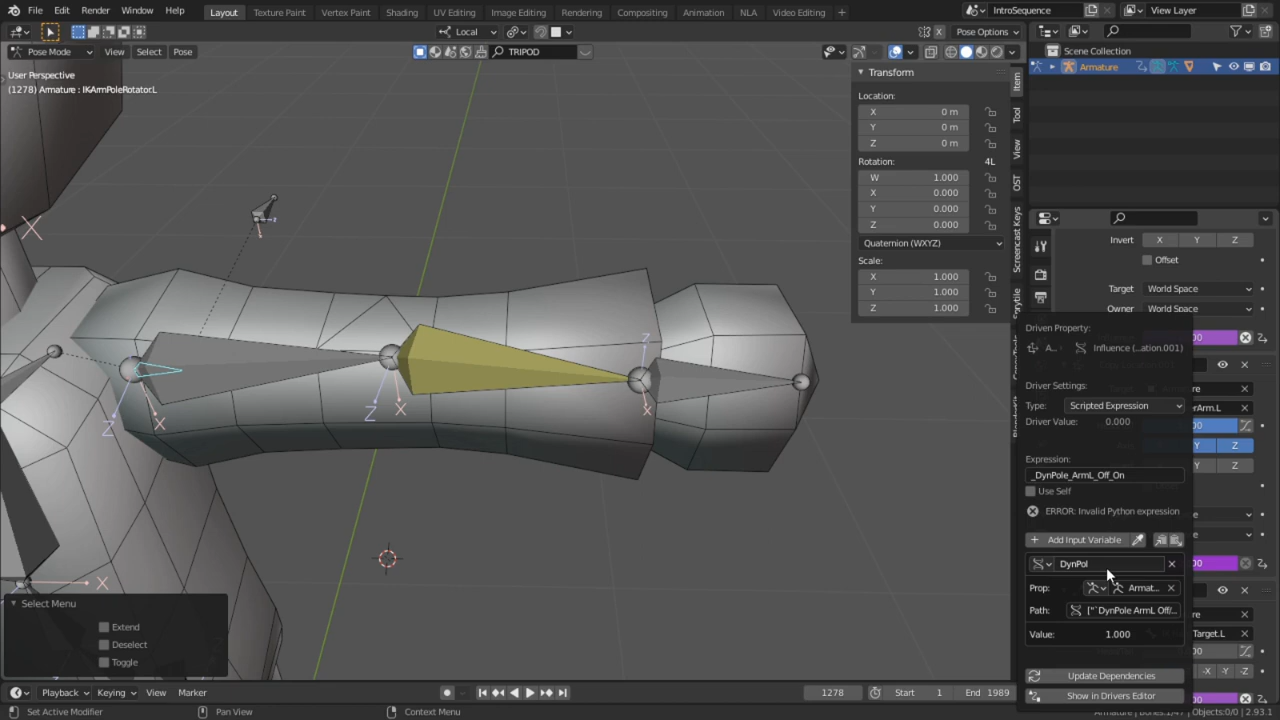 File Edit Render Window Help Layout Texture Paint Vertex Paint Shading UV Editing Image Editing Rendering Compositing Animation NLA Video Editing + IntroSequence View Layer
Local Pose Options
Pose Mode View Select Pose TRIPOD
User Perspective
(1278) Armature : IKArmPoleRotator.L
Transform
Location:
X 0 m
Y 0 m
Z 0 m
Rotation: 4L
W 1.000
X 0.000
Y 0.000
Z 0.000
Quaternion (WXYZ)
Scale:
X 1.000
Y 1.000
Z 1.000
Item
Tool
View
OST
Screencast Keys
Scene Collection
Armature
Invert X Y Z
Offset
Target World Space
Owner World Space
Driven Property:
A... Influence (...ation.001)
Driver Settings:
Type: Scripted Expression
Driver Value: 0.000
Expression:
_DynPole_ArmL_Off_On
Use Self
ERROR: Invalid Python expression
+ Add Input Variable
DynPol
Prop: Armat...
Path: ["`DynPole ArmL Off/...
Value: 1.000
Update Dependencies
Show in Drivers Editor
erArm.L
Y Z
Y Z
Target.L
-X -Y -Z
X
Z
X
Z
X
Z
X
X
Select Menu
Extend
Deselect
Toggle
Playback Keying View Marker 1278 Start 1 End 1989
Set Active Modifier Pan View Context Menu